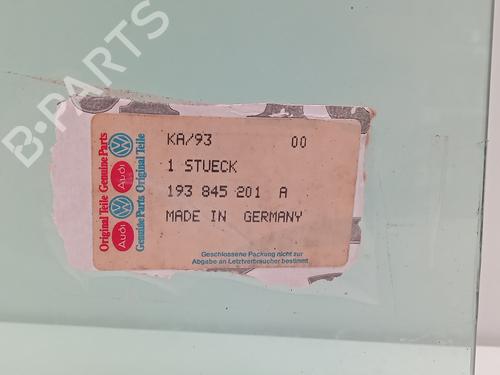 B-PARTS
KA/93 00
1 STUECK
193 845 201 A
MADE IN GERMANY
Geschlossene Packung nicht zur
Abgabe an Letztverbraucher bestimmt
Original Teile Genuine Parts
Audi
Audi
Genuine Parts Original Teile